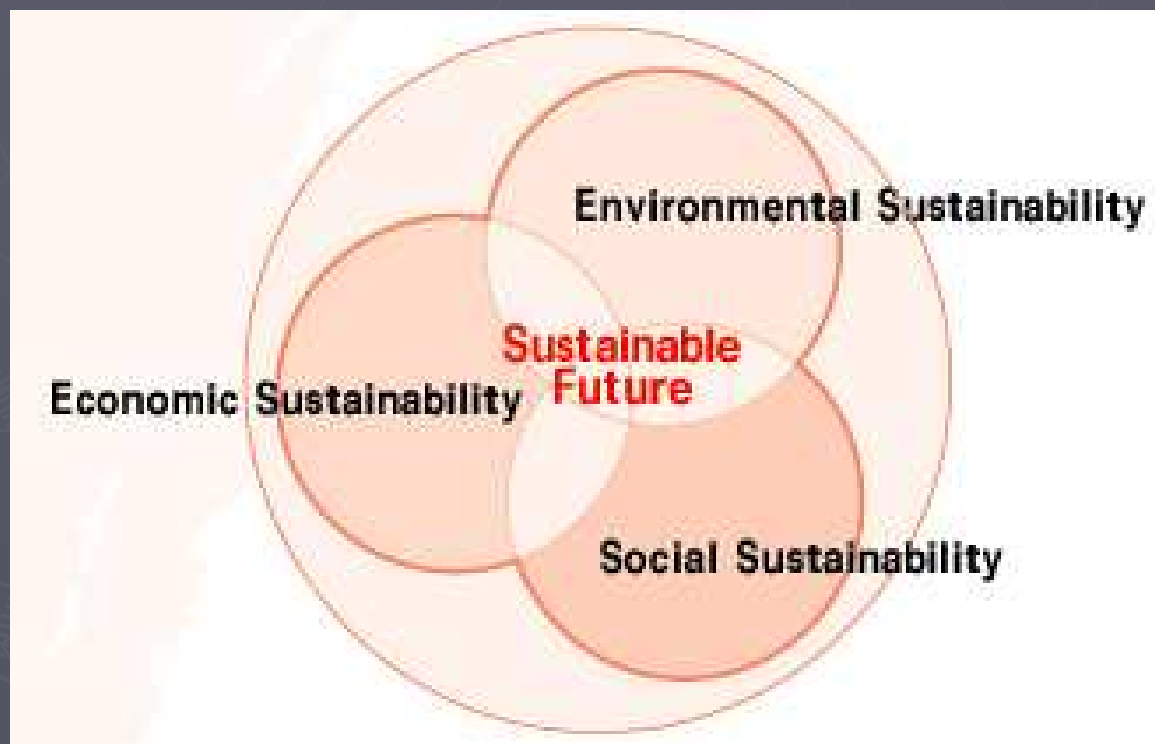 Environmental Sustainability
Sustainable
Future
Economic Sustainability
Social Sustainability